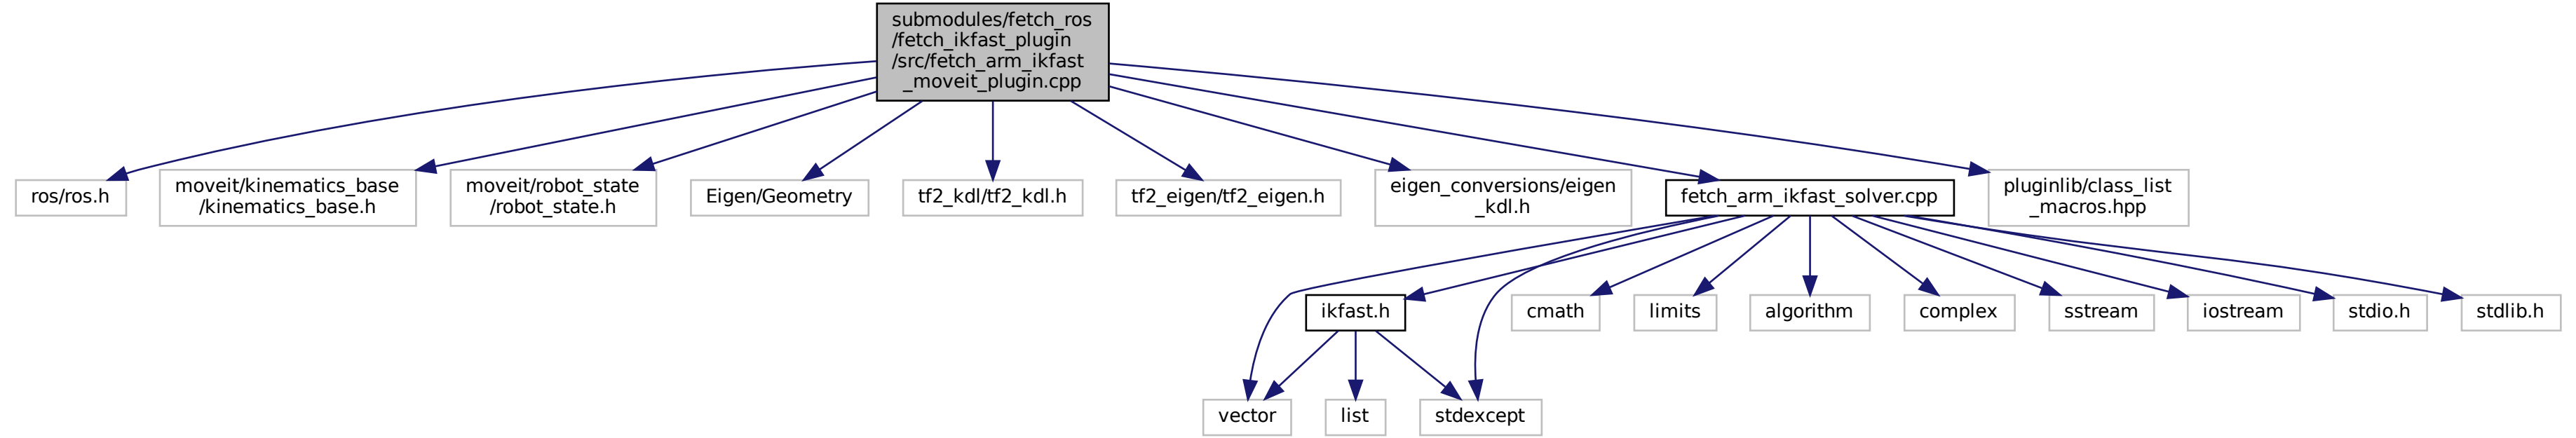 submodules/fetch_ros
/fetch_ikfast_plugin
/src/fetch_arm_ikfast
_moveit_plugin.cpp
ros/ros.h
moveit/kinematics_base
/kinematics_base.h
moveit/robot_state
/robot_state.h
Eigen/Geometry
tf2_kdl/tf2_kdl.h
tf2_eigen/tf2_eigen.h
eigen_conversions/eigen
_kdl.h
fetch_arm_ikfast_solver.cpp
pluginlib/class_list
_macros.hpp
ikfast.h
cmath
limits
algorithm
complex
sstream
iostream
stdio.h
stdlib.h
vector
list
stdexcept